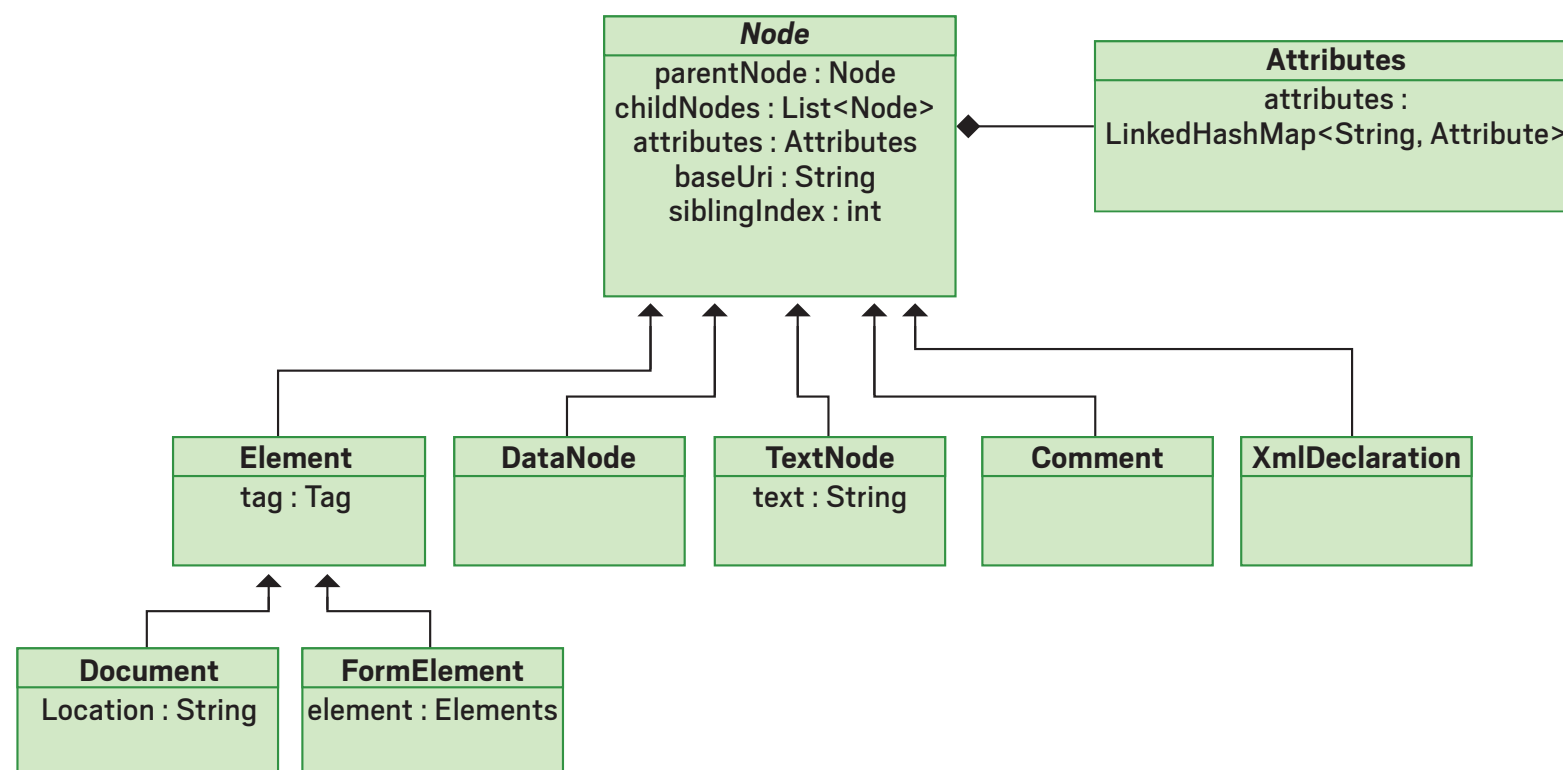 Node
parentNode : Node
childNodes : List<Node>
attributes : Attributes
baseUri : String
siblingIndex : int
Attributes
attributes :
LinkedHashMap<String, Attribute>
Element
tag : Tag
DataNode
TextNode
text : String
Comment
XmlDeclaration
Document
Location : String
FormElement
element : Elements